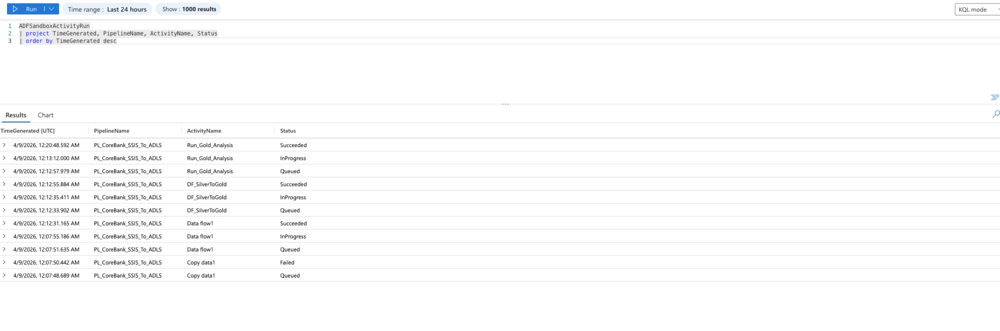 Run
Time range : Last 24 hours
Show : 1000 results
KQL mode
1 ADFSandboxActivityRun
2 | project TimeGenerated, PipelineName, ActivityName, Status
3 | order by TimeGenerated desc
...
Results Chart
TimeGenerated [UTC] PipelineName ActivityName Status
4/9/2026, 12:20:48.592 AM PL_CoreBank_SSIS_To_ADLS Run_Gold_Analysis Succeeded
4/9/2026, 12:13:12.000 AM PL_CoreBank_SSIS_To_ADLS Run_Gold_Analysis InProgress
4/9/2026, 12:12:57.979 AM PL_CoreBank_SSIS_To_ADLS Run_Gold_Analysis Queued
4/9/2026, 12:12:55.884 AM PL_CoreBank_SSIS_To_ADLS DF_SilverToGold Succeeded
4/9/2026, 12:12:35.411 AM PL_CoreBank_SSIS_To_ADLS DF_SilverToGold InProgress
4/9/2026, 12:12:33.902 AM PL_CoreBank_SSIS_To_ADLS DF_SilverToGold Queued
4/9/2026, 12:12:31.165 AM PL_CoreBank_SSIS_To_ADLS Data flow1 Succeeded
4/9/2026, 12:07:55.186 AM PL_CoreBank_SSIS_To_ADLS Data flow1 InProgress
4/9/2026, 12:07:51.635 AM PL_CoreBank_SSIS_To_ADLS Data flow1 Queued
4/9/2026, 12:07:50.442 AM PL_CoreBank_SSIS_To_ADLS Copy data1 Failed
4/9/2026, 12:07:48.689 AM PL_CoreBank_SSIS_To_ADLS Copy data1 Queued